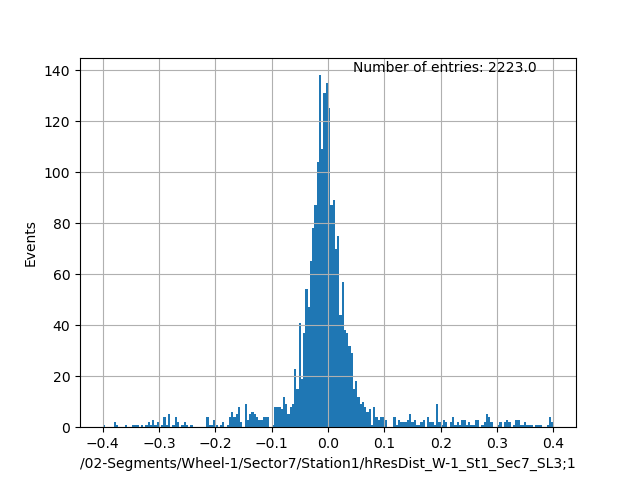 Number of entries: 2223.0
140
120
100
80
60
40
20
0
Events
−0.4 −0.3 −0.2 −0.1 0.0 0.1 0.2 0.3 0.4
/02-Segments/Wheel-1/Sector7/Station1/hResDist_W-1_St1_Sec7_SL3;1